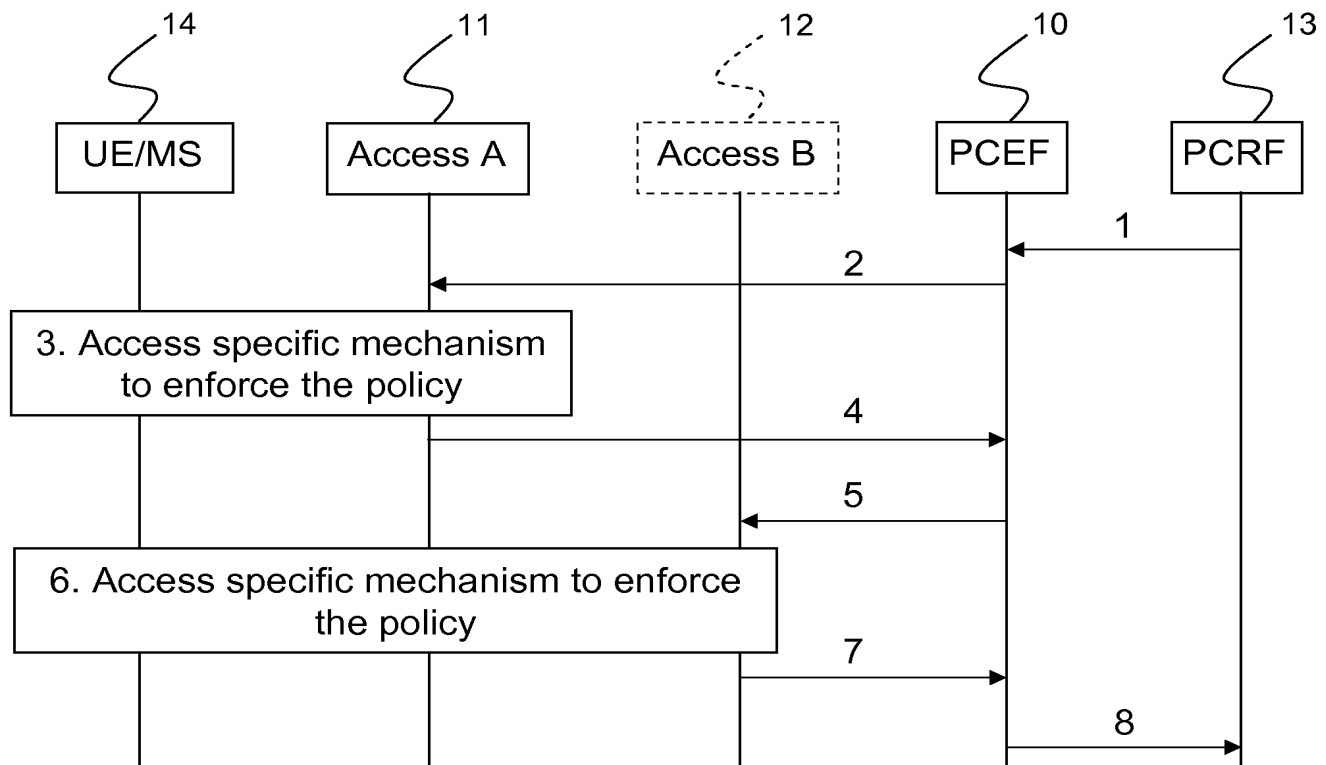 14
11
12
10
13
UE/MS
Access A
Access B
PCEF
PCRF
1
2
3. Access specific mechanism
to enforce the policy
4
5
6. Access specific mechanism to enforce
the policy
7
8